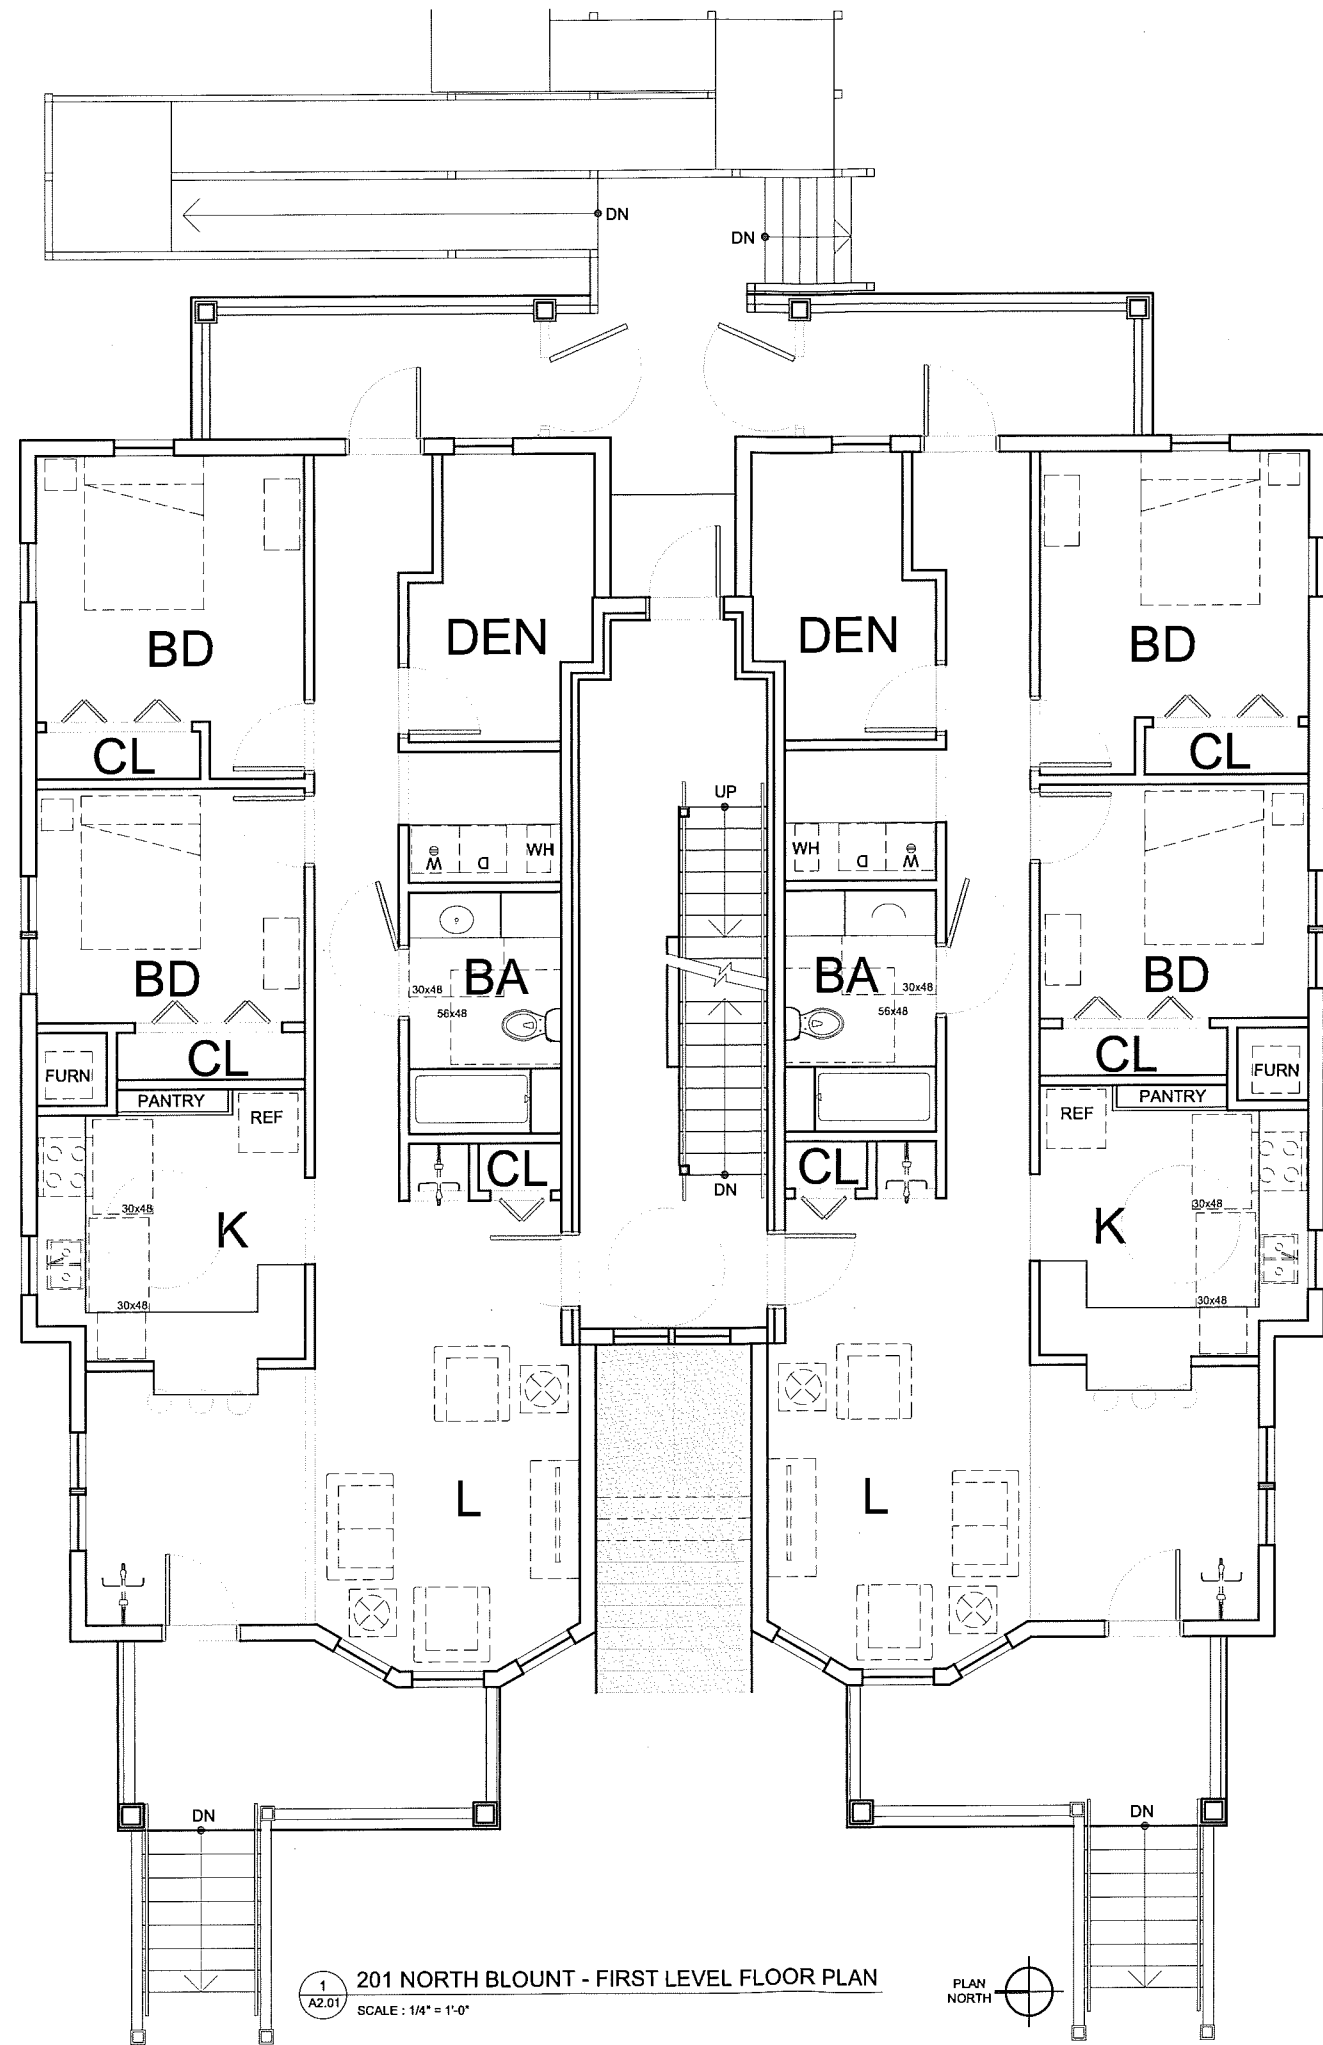 DN
DN
DEN
DEN
BD
BD
CL
CL
UP
W
D
WH
WH
D
W
BD
BA
BA
BD
30x48
30x48
56x48
56x48
CL
CL
FURN
FURN
PANTRY
PANTRY
REF
REF
CL
CL
DN
30x48
30x48
K
K
30x48
30x48
L
L
DN
DN
1
A2.01
201 NORTH BLOUNT - FIRST LEVEL FLOOR PLAN
SCALE : 1/4" = 1'-0"
PLAN
NORTH